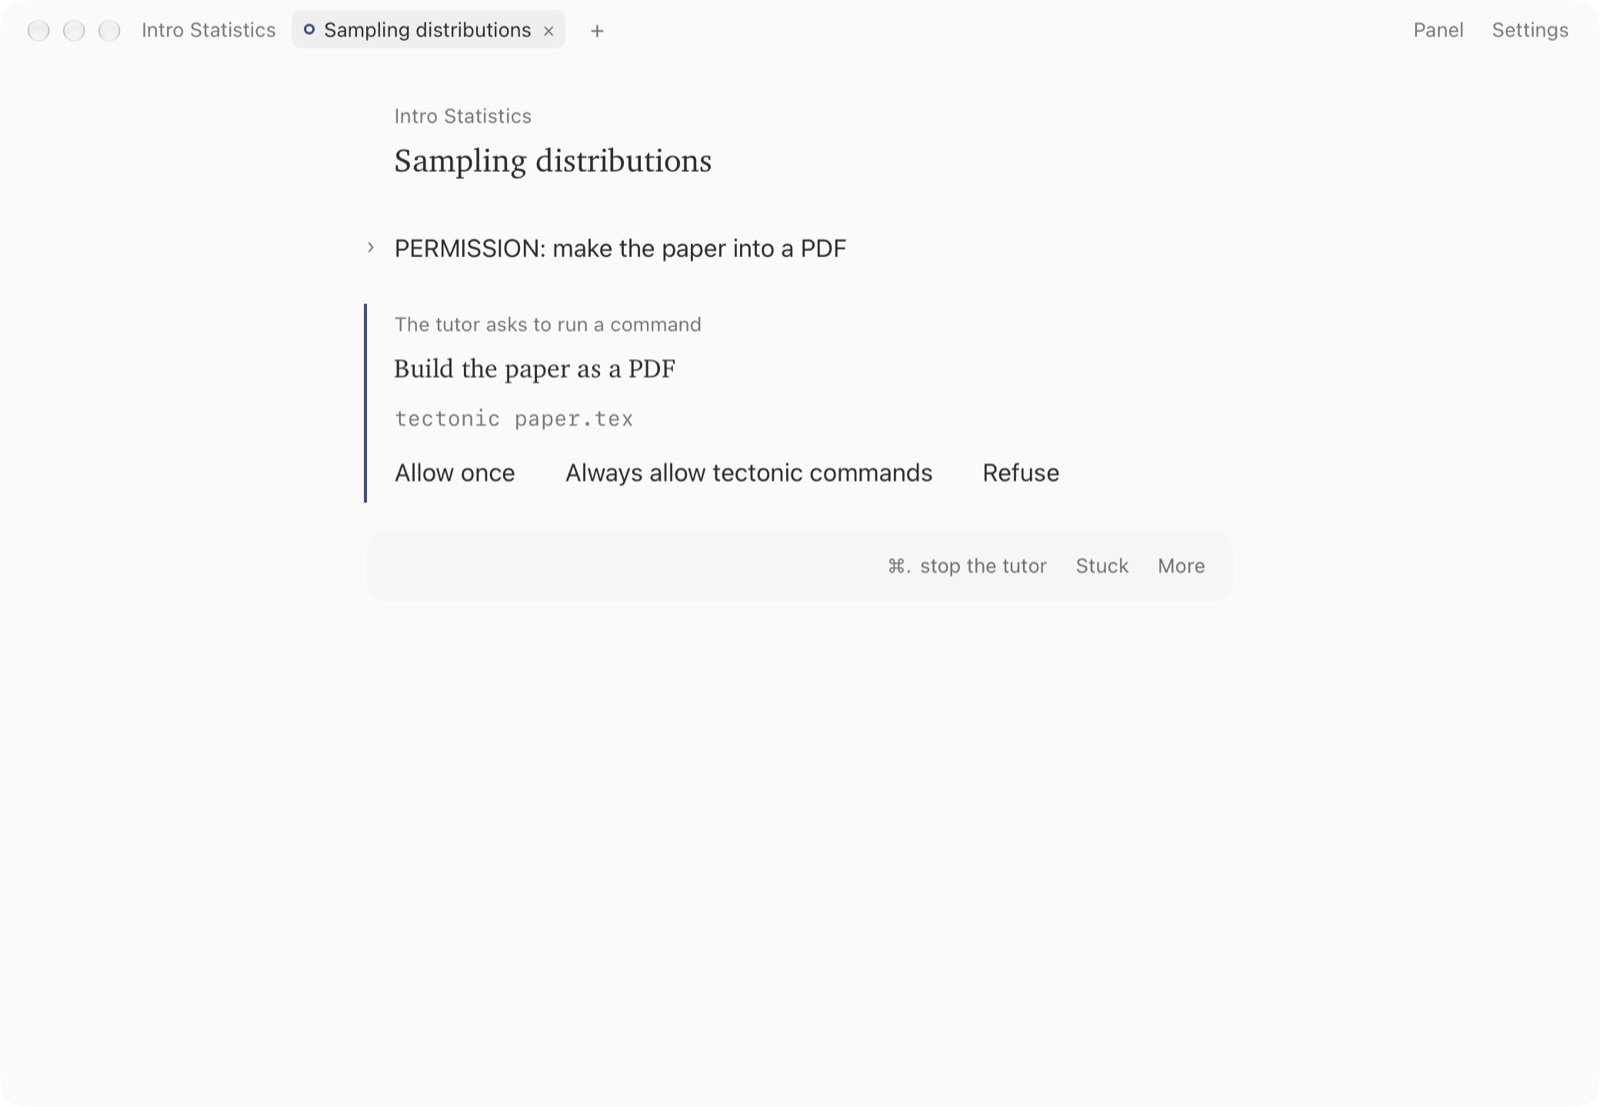 Intro Statistics
Sampling distributions ×
+
Panel
Settings
Intro Statistics
Sampling distributions
› PERMISSION: make the paper into a PDF
The tutor asks to run a command
Build the paper as a PDF
tectonic paper.tex
Allow once Always allow tectonic commands Refuse
⌘. stop the tutor Stuck More